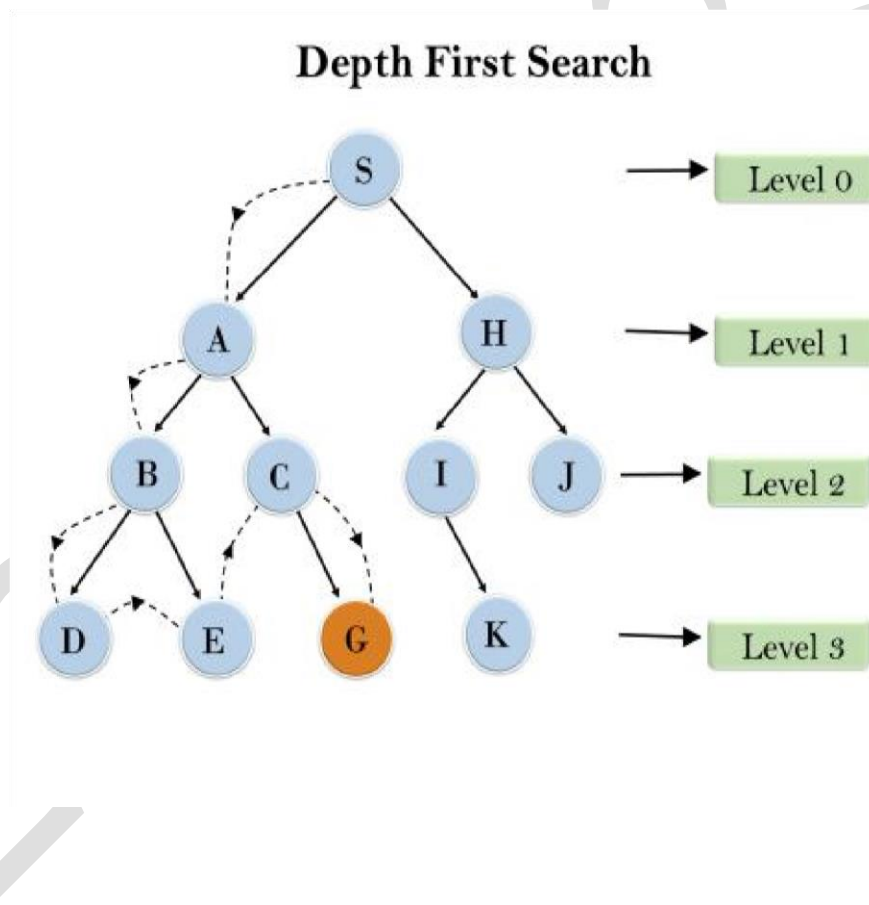 Depth First Search
S
Level 0
A
H
Level 1
B
C
I
J
Level 2
D
E
G
K
Level 3